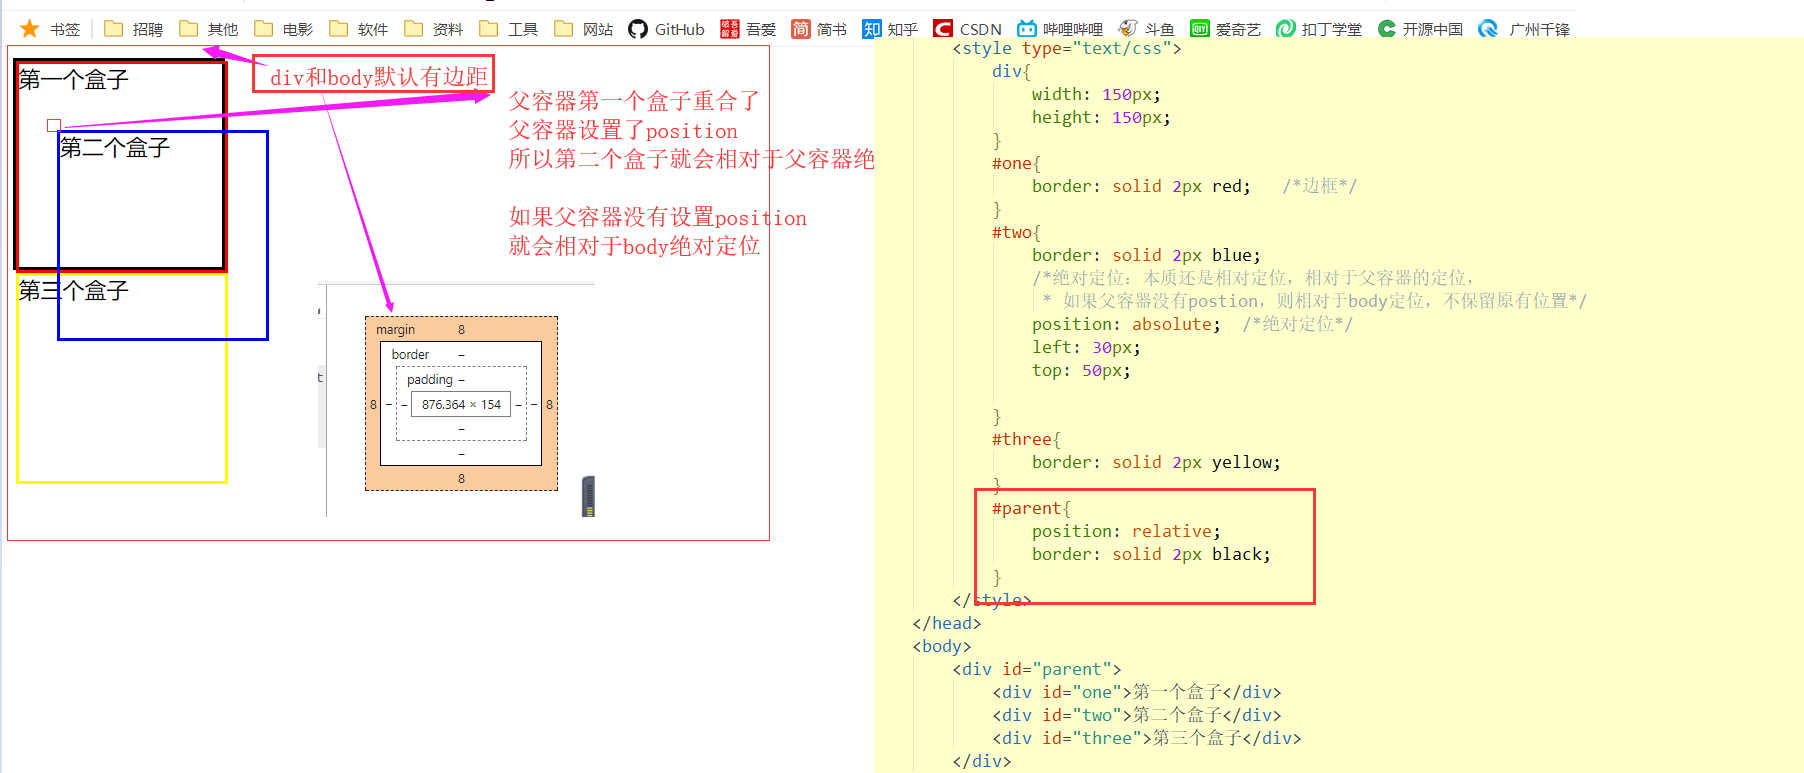 书签 招聘 其他 电影 软件 资料 工具 网站 GitHub 吾爱 简书 知乎 CSDN 哔哩哔哩 斗鱼 爱奇艺 扣丁学堂 开源中国 广州千锋
div和body默认有边距
第一个盒子
第二个盒子
第三个盒子
父容器第一个盒子重合了
父容器设置了position
所以第二个盒子就会相对于父容器绝
如果父容器没有设置position
就会相对于body绝对定位
margin 8
border –
padding –
8 – – 876.364 × 154 – – 8
–
–
8
<style type="text/css">
div{
width: 150px;
height: 150px;
}
#one{
border: solid 2px red; /*边框*/
}
#two{
border: solid 2px blue;
/*绝对定位：本质还是相对定位，相对于父容器的定位，
* 如果父容器没有postion，则相对于body定位，不保留原有位置*/
position: absolute; /*绝对定位*/
left: 30px;
top: 50px;
}
#three{
border: solid 2px yellow;
}
#parent{
position: relative;
border: solid 2px black;
}
</style>
</head>
<body>
<div id="parent">
<div id="one">第一个盒子</div>
<div id="two">第二个盒子</div>
<div id="three">第三个盒子</div>
</div>